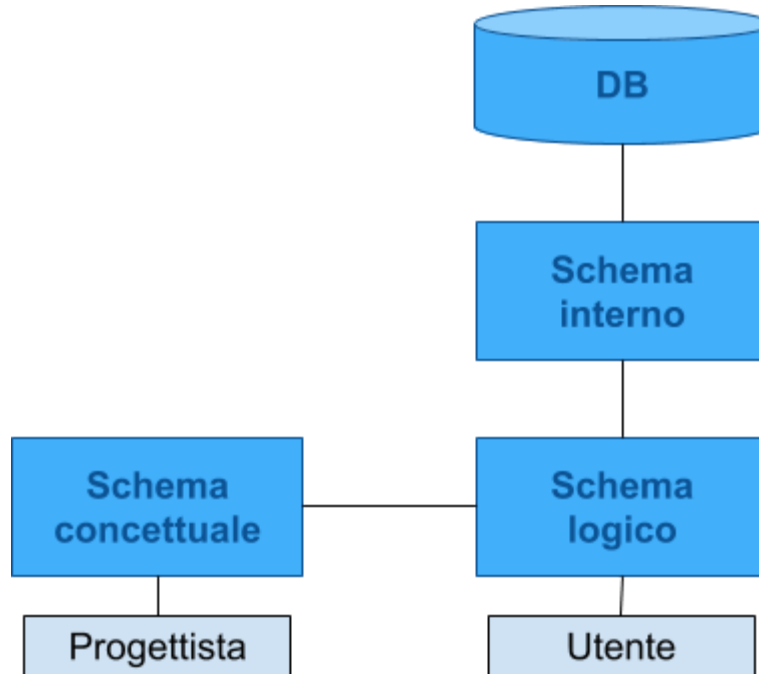 DB
Schema
interno
Schema
concettuale
Schema
logico
Progettista
Utente